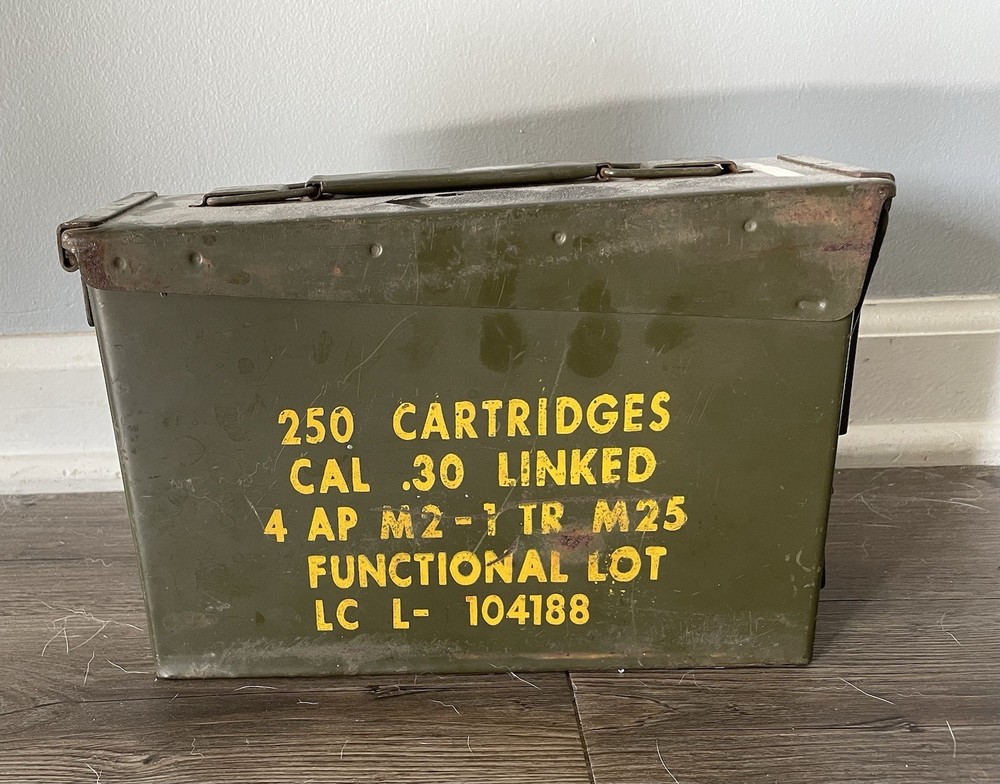 250 CARTRIDGES
CAL .30 LINKED
4 AP M2-1 TR M25
FUNCTIONAL LOT
LC L- 104188